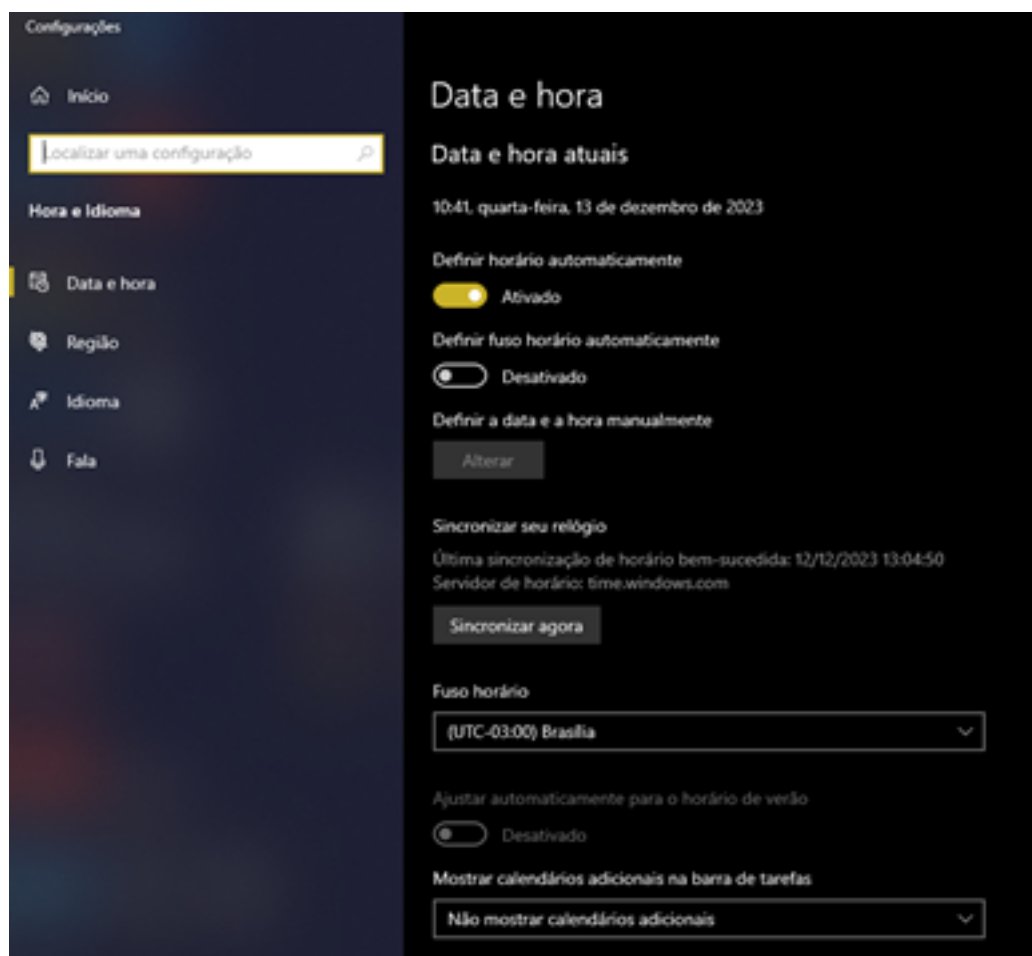 Configurações
Início
Localizar uma configuração
Hora e Idioma
Data e hora
Região
Idioma
Fala
Data e hora
Data e hora atuais
10:41, quarta-feira, 13 de dezembro de 2023
Definir horário automaticamente
Ativado
Definir fuso horário automaticamente
Desativado
Definir a data e a hora manualmente
Alterar
Sincronizar seu relógio
Última sincronização de horário bem-sucedida: 12/12/2023 13:04:50
Servidor de horário: time.windows.com
Sincronizar agora
Fuso horário
(UTC-03:00) Brasília
Ajustar automaticamente para o horário de verão
Desativado
Mostrar calendários adicionais na barra de tarefas
Não mostrar calendários adicionais